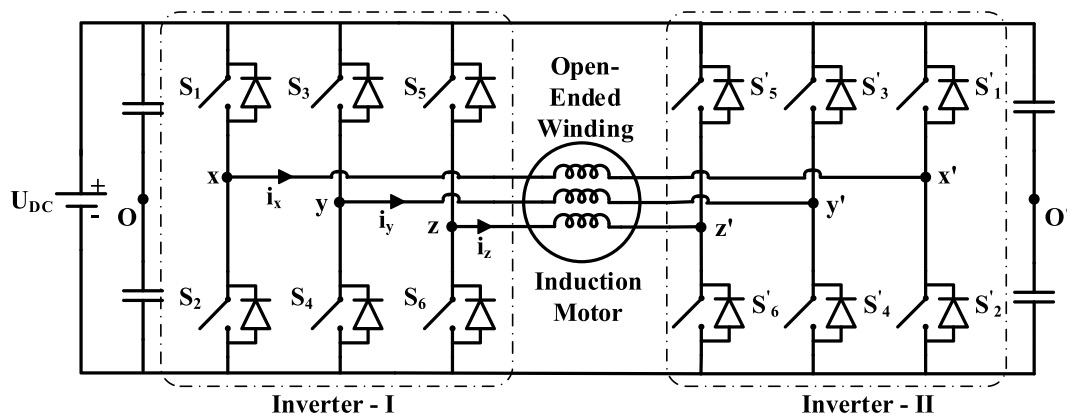 S1
S3
S5
Open-
Ended
Winding
S'5
S'3
S'1
UDC
+
-
O
x
ix
y
iy
z
iz
x'
y'
z'
O'
S2
S4
S6
Induction
Motor
S'6
S'4
S'2
Inverter - I
Inverter - II